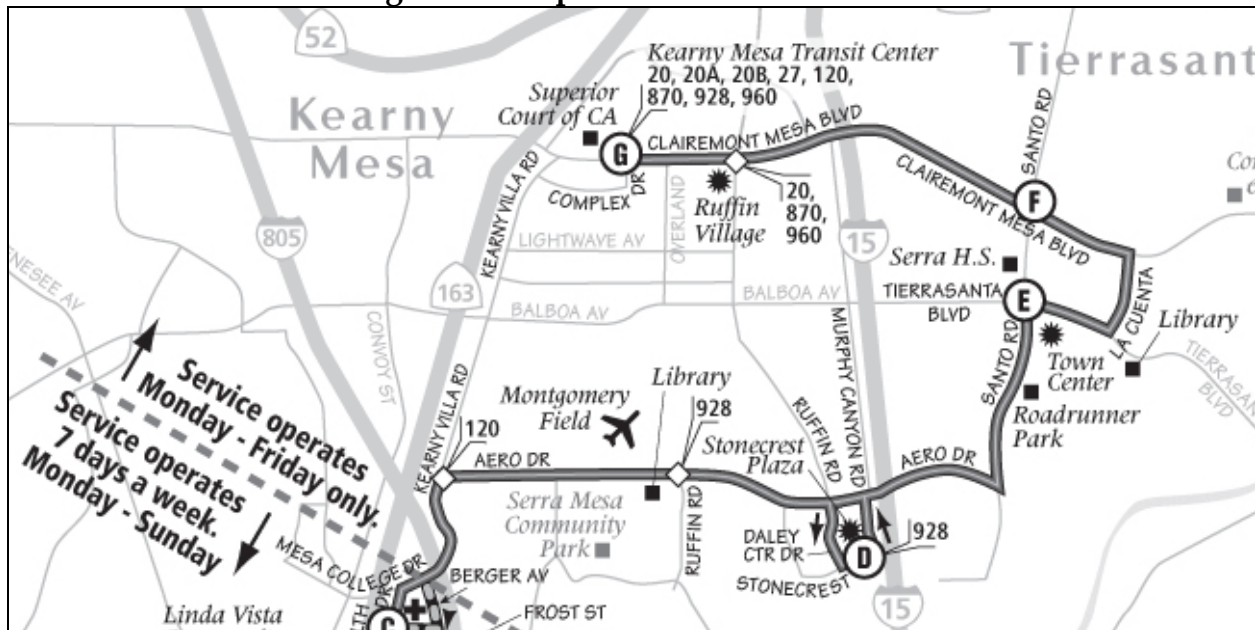 52
Kearny Mesa Transit Center
20, 20A, 20B, 27, 120,
870, 928, 960
Tierrasant
Superior
Court of CA
Kearny
Mesa
G
CLAIREMONT MESA BLVD
SANTO RD
KEARNY VILLA RD
COMPLEX
DR
OVERLAND
Ruffin
Village
20,
870,
960
CLAIREMONT MESA BLVD
F
805
LIGHTWAVE AV
15
Serra H.S.
163
BALBOA AV
BALBOA AV
TIERRASANTA
BLVD
E
LA CUENTA
Library
NESEE AV
CONVOY ST
MURPHY CANYON RD
SANTO RD
Town
Center
Roadrunner
Park
Service operates
Monday - Friday only.
Service operates
7 days a week.
Monday - Sunday
KEARNY VILLA RD
120
Montgomery
Field
Library
928
AERO DR
Stonecrest
Plaza
RUFFIN RD
AERO DR
Serra Mesa
Community
Park
RUFFIN RD
DALEY
CTR DR
STONECREST
D
928
15
MESA COLLEGE DR
BERGER AV
FROST ST
Linda Vista
C
DR